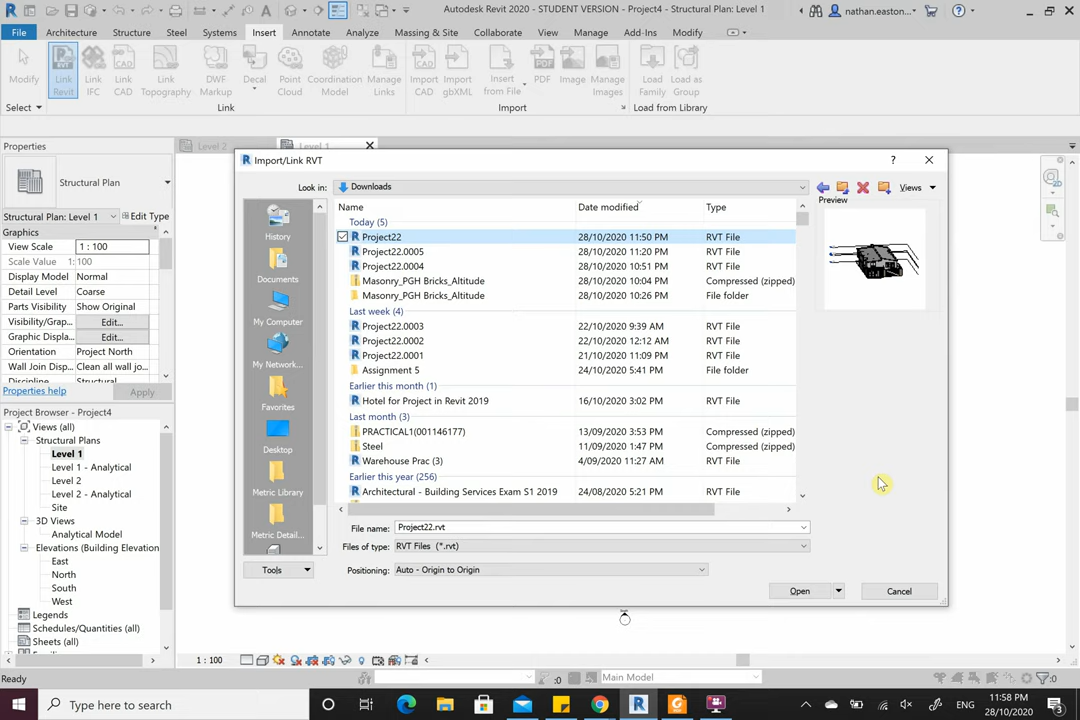 Autodesk Revit 2020 - STUDENT VERSION - Project4 - Structural Plan: Level 1
nathan.easton...
File Architecture Structure Steel Systems Insert Annotate Analyze Massing & Site Collaborate View Manage Add-Ins Modify
Modify
Link Revit
Link IFC
Link CAD
Link Topography
DWF Markup
Decal
Point Cloud
Coordination Model
Manage Links
Import CAD
Import gbXML
Insert from File
PDF
Image
Manage Images
Load Family
Load as Group
Select
Link
Import
Load from Library
Properties
Level 2
Level 1
Structural Plan
Structural Plan: Level 1
Edit Type
Graphics
View Scale 1 : 100
Scale Value 1: 100
Display Model Normal
Detail Level Coarse
Parts Visibility Show Original
Visibility/Grap... Edit...
Graphic Displa... Edit...
Orientation Project North
Wall Join Disp... Clean all wall jo...
Discipline Structural
Properties help
Apply
Project Browser - Project4
Views (all)
Structural Plans
Level 1
Level 1 - Analytical
Level 2
Level 2 - Analytical
Site
3D Views
Analytical Model
Elevations (Building Elevation
East
North
South
West
Legends
Schedules/Quantities (all)
Sheets (all)
Import/Link RVT
?
Look in: Downloads
Views
Preview
History
Documents
My Computer
My Network...
Favorites
Desktop
Metric Library
Metric Detai...
Name Date modified Type
Today (5)
Project22 28/10/2020 11:50 PM RVT File
Project22.0005 28/10/2020 11:20 PM RVT File
Project22.0004 28/10/2020 10:51 PM RVT File
Masonry_PGH Bricks_Altitude 28/10/2020 10:04 PM Compressed (zipped)
Masonry_PGH Bricks_Altitude 28/10/2020 10:26 PM File folder
Last week (4)
Project22.0003 22/10/2020 9:39 AM RVT File
Project22.0002 22/10/2020 12:12 AM RVT File
Project22.0001 21/10/2020 11:09 PM RVT File
Assignment 5 24/10/2020 5:41 PM File folder
Earlier this month (1)
Hotel for Project in Revit 2019 16/10/2020 3:02 PM RVT File
Last month (3)
PRACTICAL1(001146177) 13/09/2020 3:53 PM Compressed (zipped)
Steel 11/09/2020 1:47 PM Compressed (zipped)
Warehouse Prac (3) 4/09/2020 11:27 AM RVT File
Earlier this year (256)
Architectural - Building Services Exam S1 2019 24/08/2020 5:21 PM RVT File
File name: Project22.rvt
Files of type: RVT Files (*.rvt)
Tools
Positioning: Auto - Origin to Origin
Open
Cancel
1 : 100
Ready
:0
Main Model
:0
Type here to search
ENG
11:58 PM
28/10/2020
3